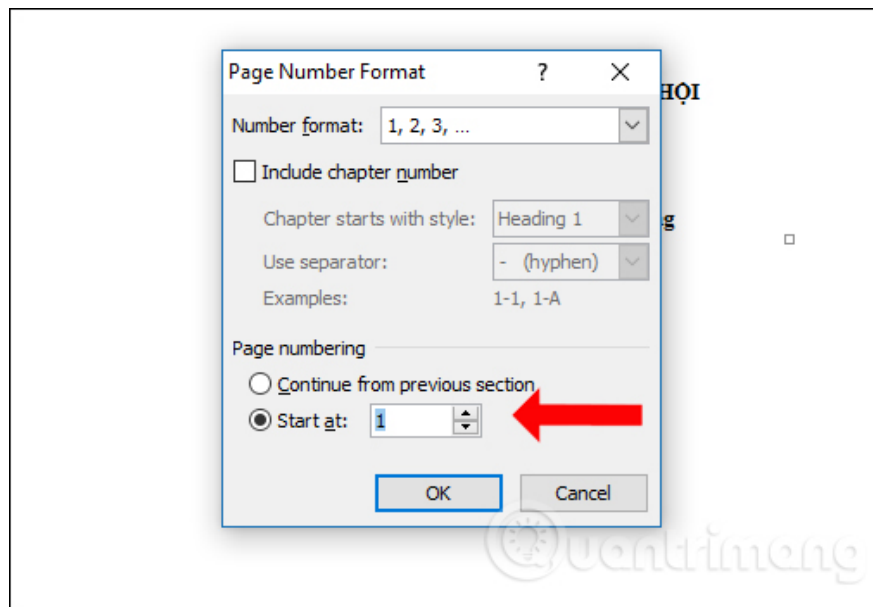 Page Number Format ? X
HỘI
Number format: 1, 2, 3, ...
Include chapter number
Chapter starts with style: Heading 1
g
Use separator: - (hyphen)
Examples: 1-1, 1-A
Page numbering
Continue from previous section
Start at: 1
OK Cancel
Quantrimang